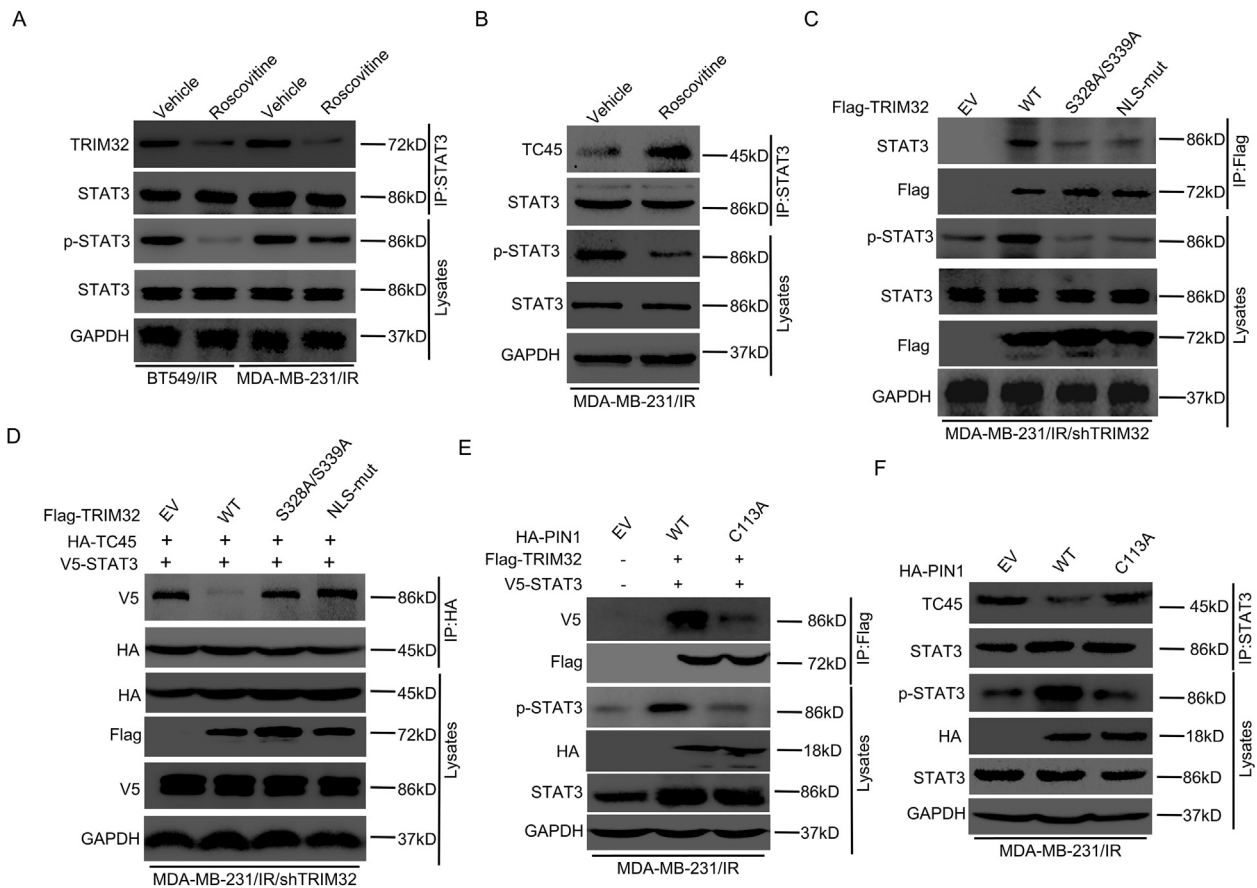 A
Vehicle
Roscovitine
Vehicle
Roscovitine
TRIM32
72kD
STAT3
86kD
IP:STAT3
p-STAT3
86kD
STAT3
86kD
GAPDH
37kD
Lysates
BT549/IR
MDA-MB-231/IR
B
Vehicle
Roscovitine
TC45
45kD
STAT3
86kD
IP:STAT3
p-STAT3
86kD
STAT3
86kD
GAPDH
37kD
Lysates
MDA-MB-231/IR
C
Flag-TRIM32
EV
WT
S328A/S339A
NLS-mut
STAT3
86kD
Flag
72kD
IP:Flag
p-STAT3
86kD
STAT3
86kD
Flag
72kD
GAPDH
37kD
Lysates
MDA-MB-231/IR/shTRIM32
D
Flag-TRIM32
EV
WT
S328A/S339A
NLS-mut
HA-TC45 + + + +
V5-STAT3 + + + +
V5
86kD
HA
45kD
IP:HA
HA
45kD
Flag
72kD
V5
86kD
GAPDH
37kD
Lysates
MDA-MB-231/IR/shTRIM32
E
HA-PIN1
EV
WT
C113A
Flag-TRIM32 - + +
V5-STAT3 - + +
V5
86kD
Flag
72kD
IP:Flag
p-STAT3
86kD
HA
18kD
STAT3
86kD
GAPDH
37kD
Lysates
MDA-MB-231/IR
F
HA-PIN1
EV
WT
C113A
TC45
45kD
STAT3
86kD
IP:STAT3
p-STAT3
86kD
HA
18kD
STAT3
86kD
GAPDH
37kD
Lysates
MDA-MB-231/IR